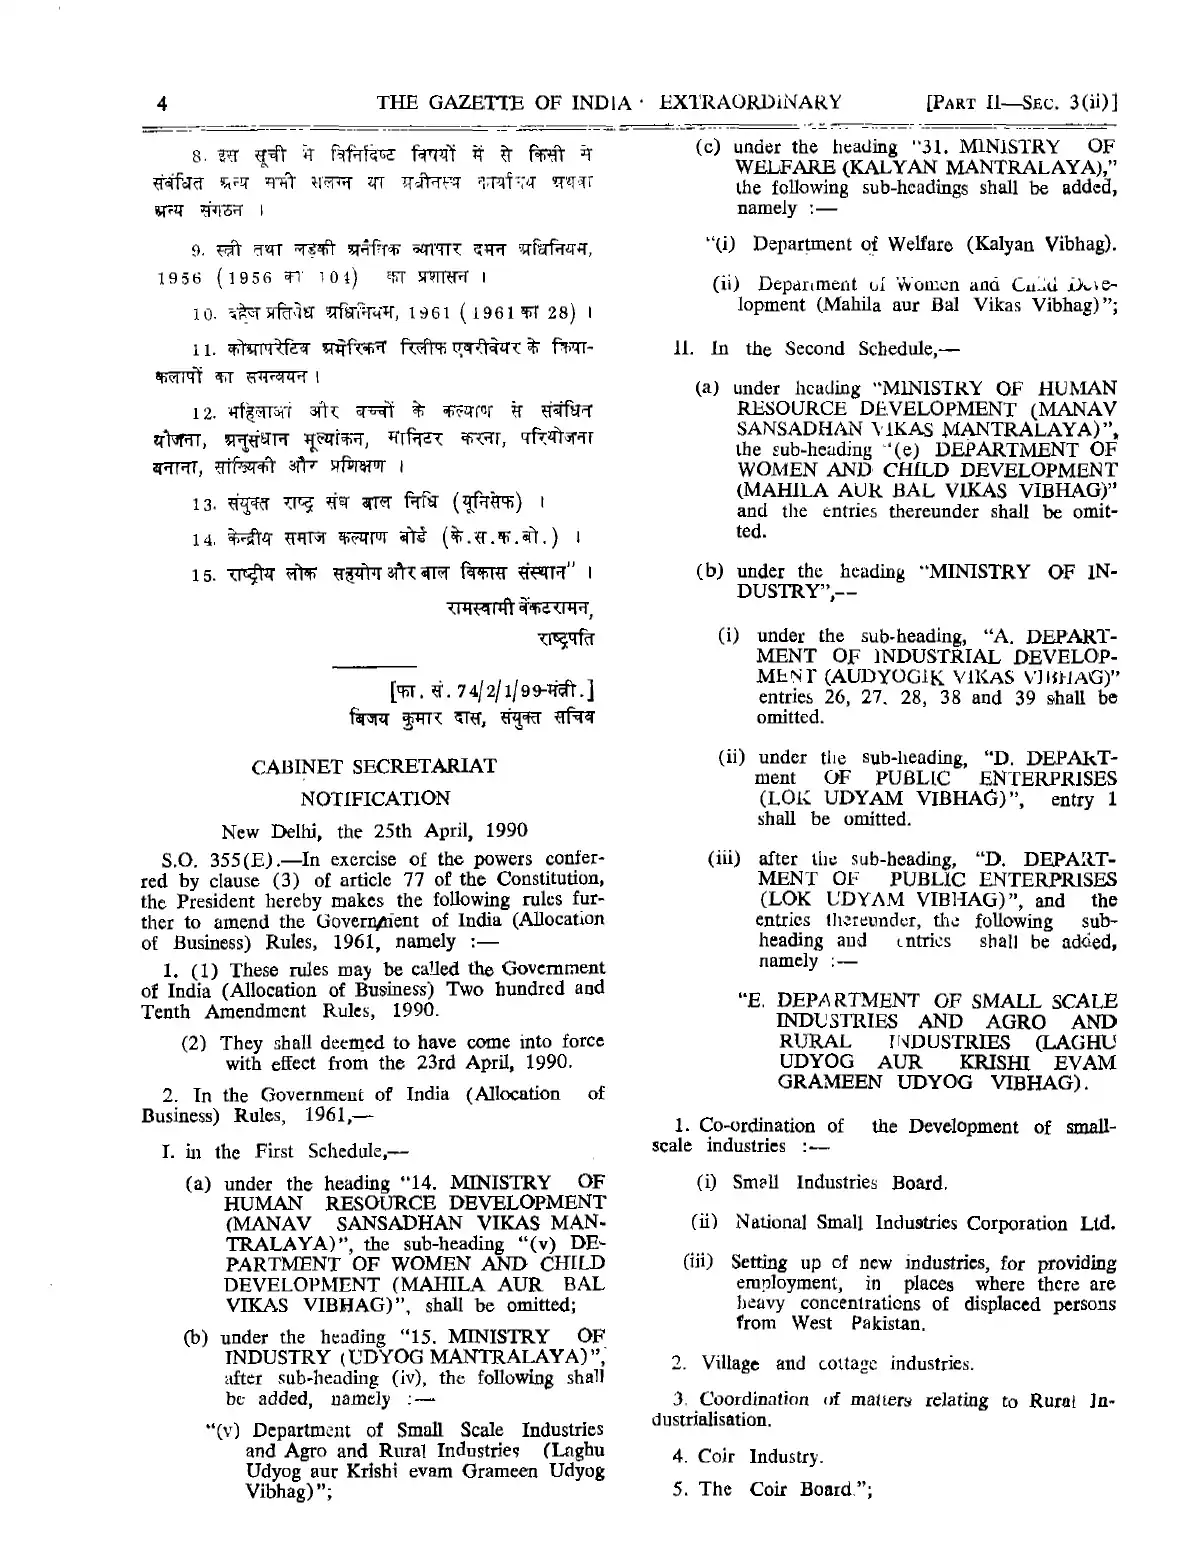 4 THE GAZETTE OF INDIA · EXTRAORDINARY [PART II—SEC. 3(ii)]
8. इस सूची में विनिर्दिष्ट विषयों में से किसी से
संबंधित अन्य सभी संलग्न या अधीनस्थ कार्यालय अथवा
अन्य संगठन ।
9. स्त्री तथा लड़की अनैतिक व्यापार दमन अधिनियम,
1956 (1956 का 104) का प्रशासन ।
10. दहेज प्रतिषेध अधिनियम, 1961 (1961 का 28) ।
11. कोआपरेटिव अमेरिकन रिलीफ एवरीवेयर के क्रिया-
कलापों का समन्वयन ।
12. महिलाओं और बच्चों के कल्याण से संबंधित
योजना, अनुसंधान मूल्यांकन, मानिटर करना, परियोजना
बनाना, सांख्यिकी और प्रशिक्षण ।
13. संयुक्त राष्ट्र संघ बाल निधि (यूनिसेफ) ।
14. केन्द्रीय समाज कल्याण बोर्ड (के.स.क.बो.) ।
15. राष्ट्रीय लोक सहयोग और बाल विकास संस्थान" ।
रामस्वामी वेंकटरामन,
राष्ट्रपति
[फा. सं. 74/2/1/99-मंत्री.]
बिजय कुमार दास, संयुक्त सचिव
CABINET SECRETARIAT
NOTIFICATION
New Delhi, the 25th April, 1990
S.O. 355(E).—In exercise of the powers confer-
red by clause (3) of article 77 of the Constitution,
the President hereby makes the following rules fur-
ther to amend the Government of India (Allocation
of Business) Rules, 1961, namely :—
1. (1) These rules may be called the Government
of India (Allocation of Business) Two hundred and
Tenth Amendment Rules, 1990.
(2) They shall deemed to have come into force
with effect from the 23rd April, 1990.
2. In the Government of India (Allocation of
Business) Rules, 1961,—
I. in the First Schedule,—
(a) under the heading "14. MINISTRY OF
HUMAN RESOURCE DEVELOPMENT
(MANAV SANSADHAN VIKAS MAN-
TRALAYA)", the sub-heading "(v) DE-
PARTMENT OF WOMEN AND CHILD
DEVELOPMENT (MAHILA AUR BAL
VIKAS VIBHAG)", shall be omitted;
(b) under the heading "15. MINISTRY OF
INDUSTRY (UDYOG MANTRALAYA)",
after sub-heading (iv), the following shall
be added, namely :—
"(v) Department of Small Scale Industries
and Agro and Rural Industries (Laghu
Udyog aur Krishi evam Grameen Udyog
Vibhag)";
(c) under the heading "31. MINISTRY OF
WELFARE (KALYAN MANTRALAYA),"
the following sub-headings shall be added,
namely :—
"(i) Department of Welfare (Kalyan Vibhag).
(ii) Department of Women and Child Deve-
lopment (Mahila aur Bal Vikas Vibhag)";
II. In the Second Schedule,—
(a) under heading "MINISTRY OF HUMAN
RESOURCE DEVELOPMENT (MANAV
SANSADHAN VIKAS MANTRALAYA)",
the sub-heading "(e) DEPARTMENT OF
WOMEN AND CHILD DEVELOPMENT
(MAHILA AUR BAL VIKAS VIBHAG)"
and the entries thereunder shall be omit-
ted.
(b) under the heading "MINISTRY OF IN-
DUSTRY",--
(i) under the sub-heading, "A. DEPART-
MENT OF INDUSTRIAL DEVELOP-
MENT (AUDYOGIK VIKAS VIBHAG)"
entries 26, 27, 28, 38 and 39 shall be
omitted.
(ii) under the sub-heading, "D. DEPART-
ment OF PUBLIC ENTERPRISES
(LOK UDYAM VIBHAG)", entry 1
shall be omitted.
(iii) after the sub-heading, "D. DEPART-
MENT OF PUBLIC ENTERPRISES
(LOK UDYAM VIBHAG)", and the
entries thereunder, the following sub-
heading and entries shall be added,
namely :—
"E. DEPARTMENT OF SMALL SCALE
INDUSTRIES AND AGRO AND
RURAL INDUSTRIES (LAGHU
UDYOG AUR KRISHI EVAM
GRAMEEN UDYOG VIBHAG).
1. Co-ordination of the Development of small-
scale industries :—
(i) Small Industries Board.
(ii) National Small Industries Corporation Ltd.
(iii) Setting up of new industries, for providing
employment, in places where there are
heavy concentrations of displaced persons
from West Pakistan.
2. Village and cottage industries.
3. Coordination of matters relating to Rural In-
dustrialisation.
4. Coir Industry.
5. The Coir Board.";